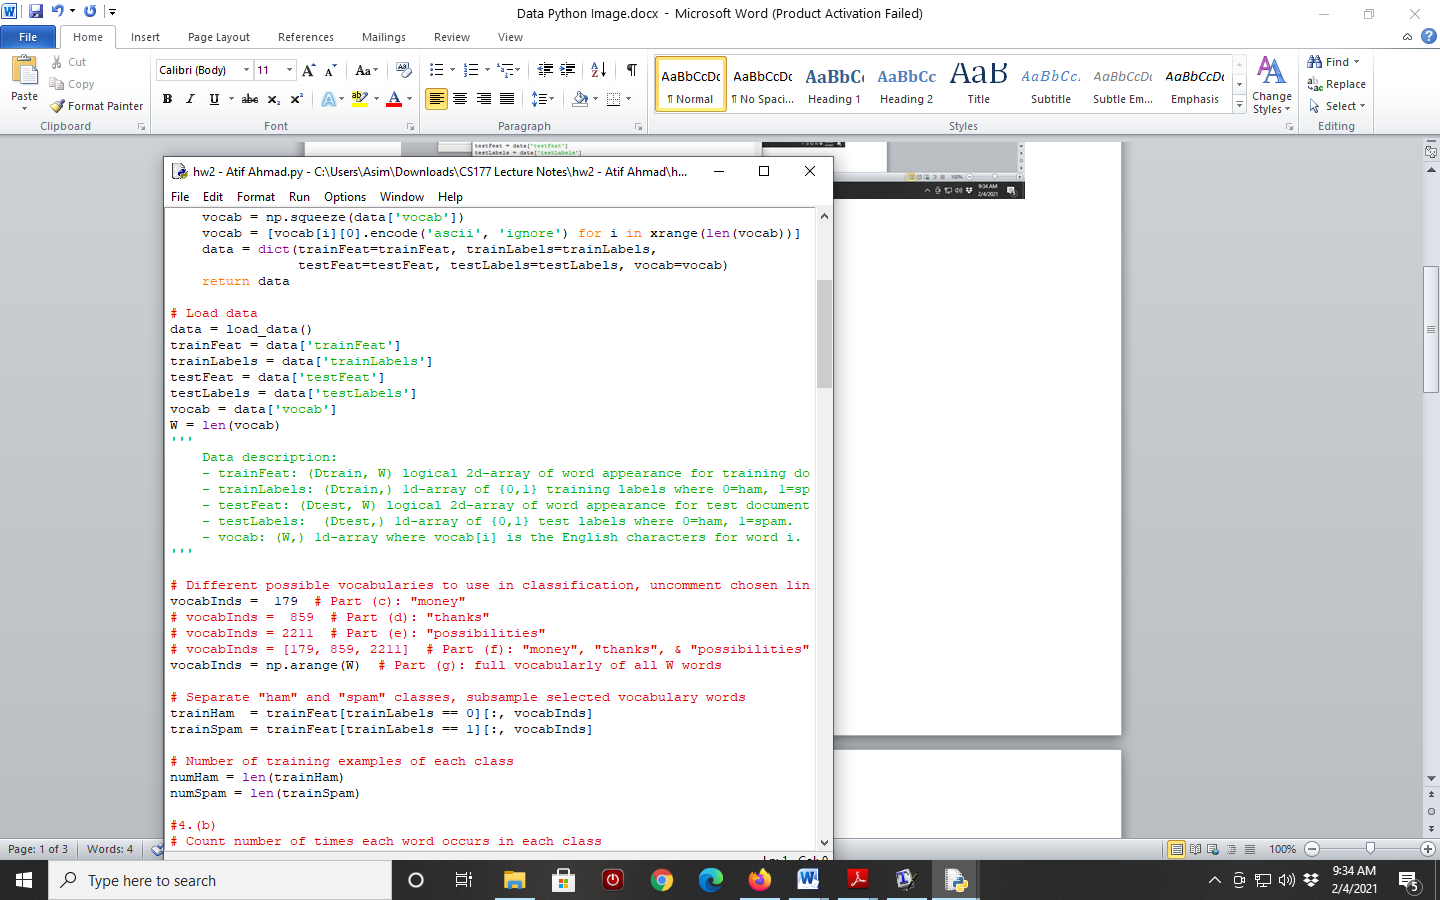 Data Python Image.docx - Microsoft Word (Product Activation Failed)
File Home Insert Page Layout References Mailings Review View
Paste
Cut
Copy
Format Painter
Clipboard
Calibri (Body) 11
Font
Paragraph
AaBbCcDc AaBbCcDc AaBbCc AaBbCc AaB AaBbCc. AaBbCcDc AaBbCcDc
¶ Normal ¶ No Spaci... Heading 1 Heading 2 Title Subtitle Subtle Em... Emphasis
Change Styles
Styles
Find
Replace
Select
Editing
testFeat = data['testFeat']
testLabels = data['testLabels']
9:34 AM
2/4/2021
hw2 - Atif Ahmad.py - C:\Users\Asim\Downloads\CS177 Lecture Notes\hw2 - Atif Ahmad\h...
File Edit Format Run Options Window Help
    vocab = np.squeeze(data['vocab'])
    vocab = [vocab[i][0].encode('ascii', 'ignore') for i in xrange(len(vocab))]
    data = dict(trainFeat=trainFeat, trainLabels=trainLabels,
                testFeat=testFeat, testLabels=testLabels, vocab=vocab)
    return data
# Load data
data = load_data()
trainFeat = data['trainFeat']
trainLabels = data['trainLabels']
testFeat = data['testFeat']
testLabels = data['testLabels']
vocab = data['vocab']
W = len(vocab)
'''
    Data description:
    - trainFeat: (Dtrain, W) logical 2d-array of word appearance for training do
    - trainLabels: (Dtrain,) 1d-array of {0,1} training labels where 0=ham, 1=sp
    - testFeat: (Dtest, W) logical 2d-array of word appearance for test document
    - testLabels:  (Dtest,) 1d-array of {0,1} test labels where 0=ham, 1=spam.
    - vocab: (W,) 1d-array where vocab[i] is the English characters for word i.
'''
# Different possible vocabularies to use in classification, uncomment chosen lin
vocabInds =  179  # Part (c): "money"
# vocabInds =  859  # Part (d): "thanks"
# vocabInds = 2211  # Part (e): "possibilities"
# vocabInds = [179, 859, 2211]  # Part (f): "money", "thanks", & "possibilities"
vocabInds = np.arange(W)  # Part (g): full vocabularly of all W words
# Separate "ham" and "spam" classes, subsample selected vocabulary words
trainHam  = trainFeat[trainLabels == 0][:, vocabInds]
trainSpam = trainFeat[trainLabels == 1][:, vocabInds]
# Number of training examples of each class
numHam = len(trainHam)
numSpam = len(trainSpam)
#4.(b)
# Count number of times each word occurs in each class
Page: 1 of 3 Words: 4
100%
Type here to search
9:34 AM
2/4/2021
5